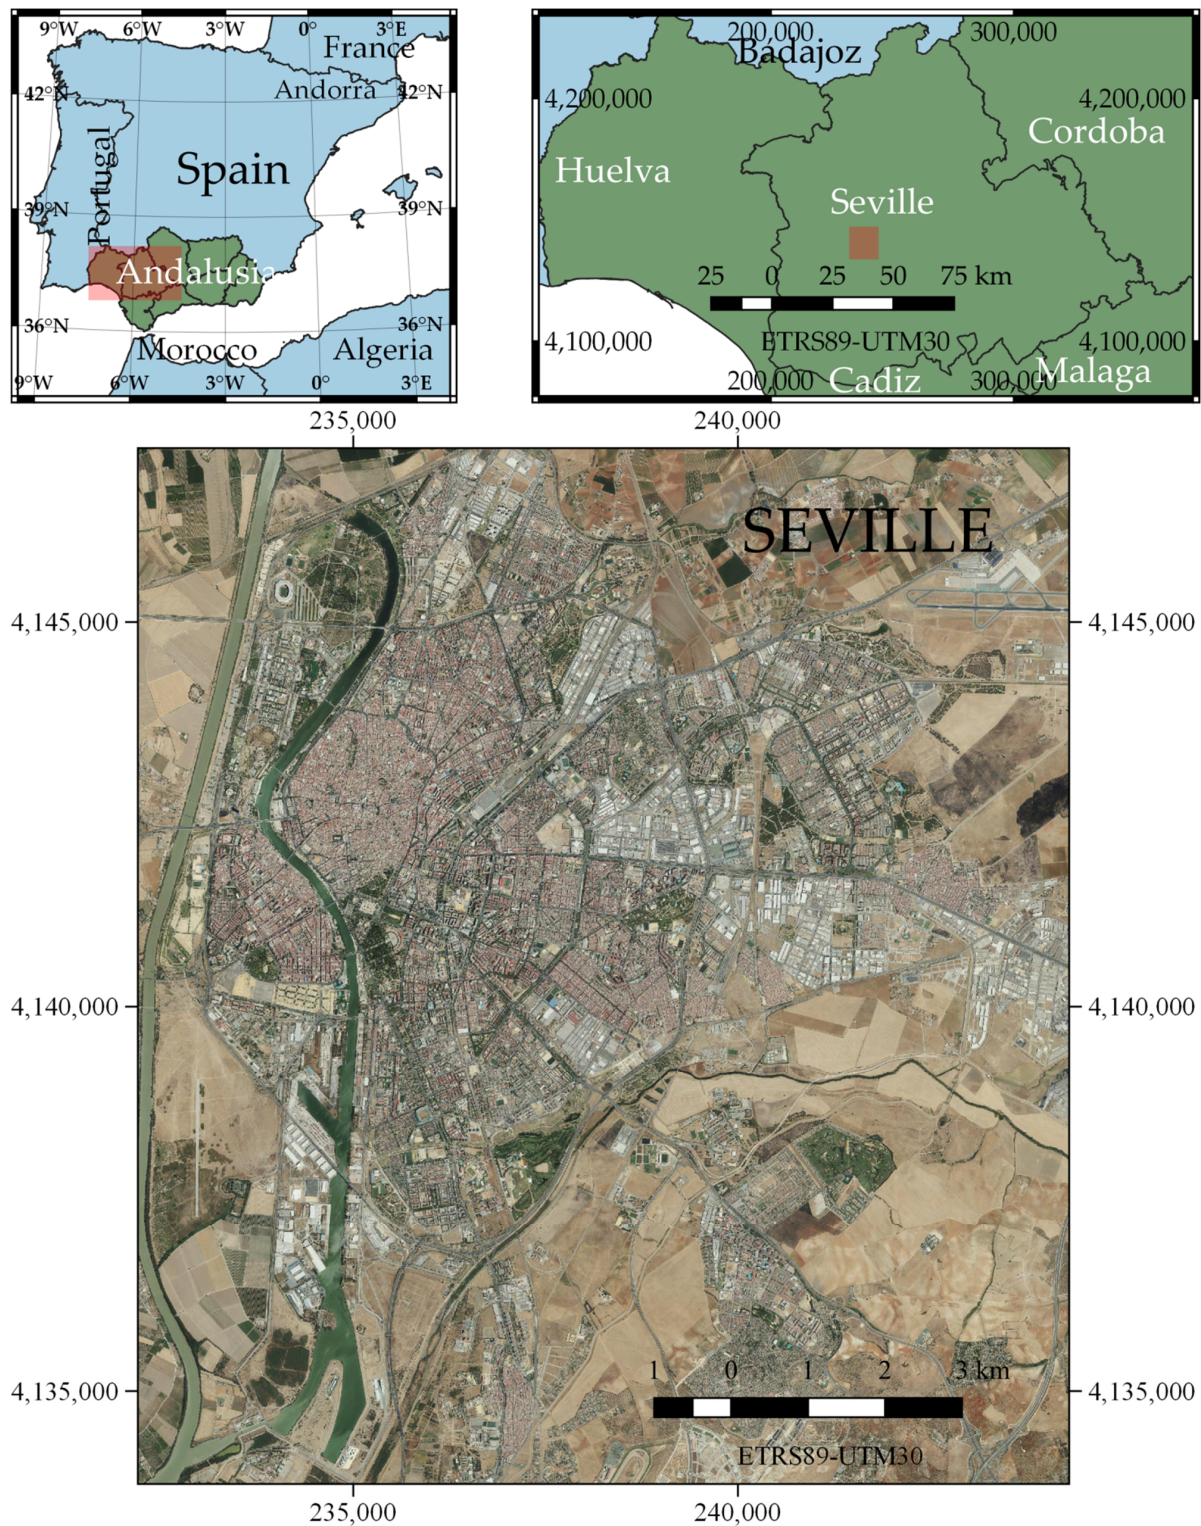 9°W 6°W 3°W 0° 3°E
France
Andorra
42°N 42°N
Portugal
Spain
39°N 39°N
Andalusia
36°N 36°N
Morocco Algeria
9°W 6°W 3°W 0° 3°E
200,000 300,000
Badajoz
4,200,000 4,200,000
Cordoba
Huelva
Seville
25 0 25 50 75 km
ETRS89-UTM30
4,100,000 4,100,000
200,000 Cadiz 300,000 Malaga
235,000 240,000
SEVILLE
4,145,000 4,145,000
4,140,000 4,140,000
1 0 1 2 3 km
4,135,000 4,135,000
ETRS89-UTM30
235,000 240,000